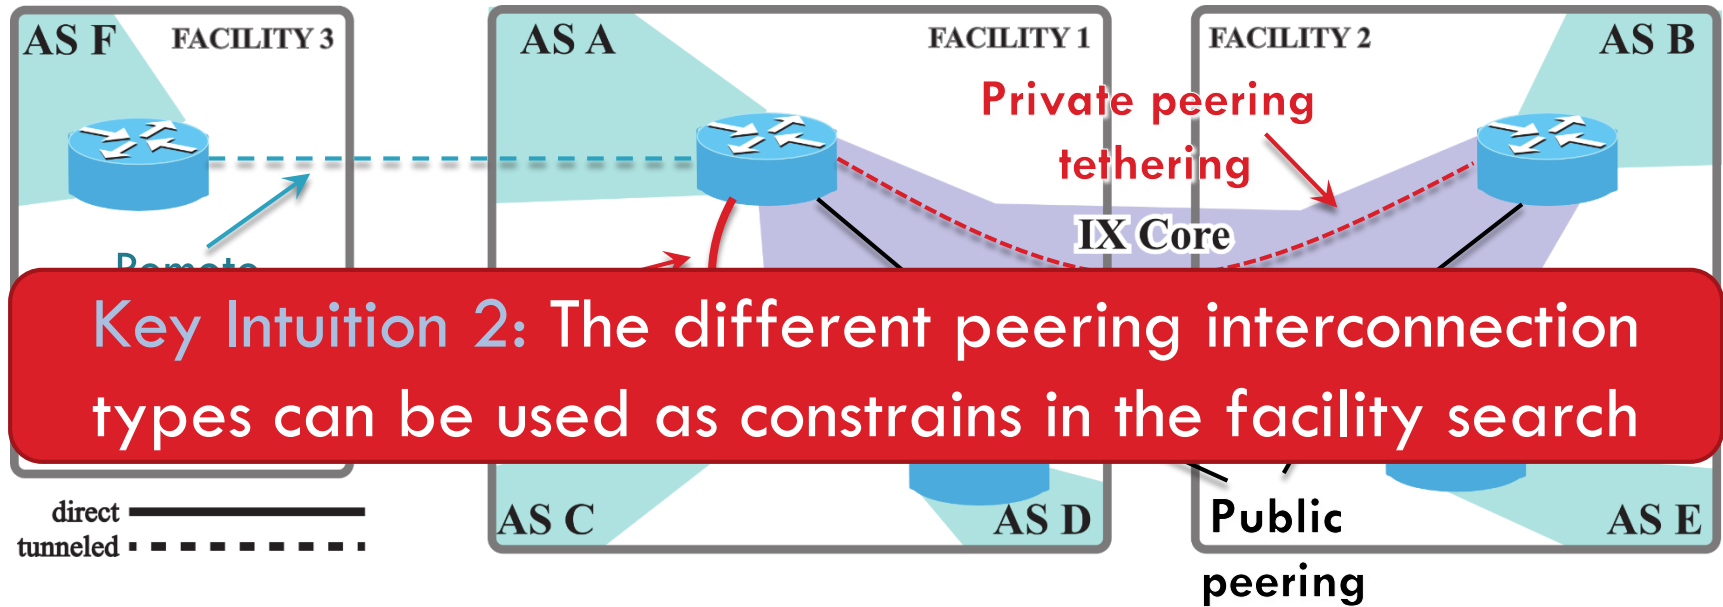 AS F
FACILITY 3
AS A
FACILITY 1
FACILITY 2
AS B
Private peering
tethering
IX Core
Remote
Key Intuition 2: The different peering interconnection
types can be used as constrains in the facility search
direct
tunneled
AS C
AS D
Public
peering
AS E